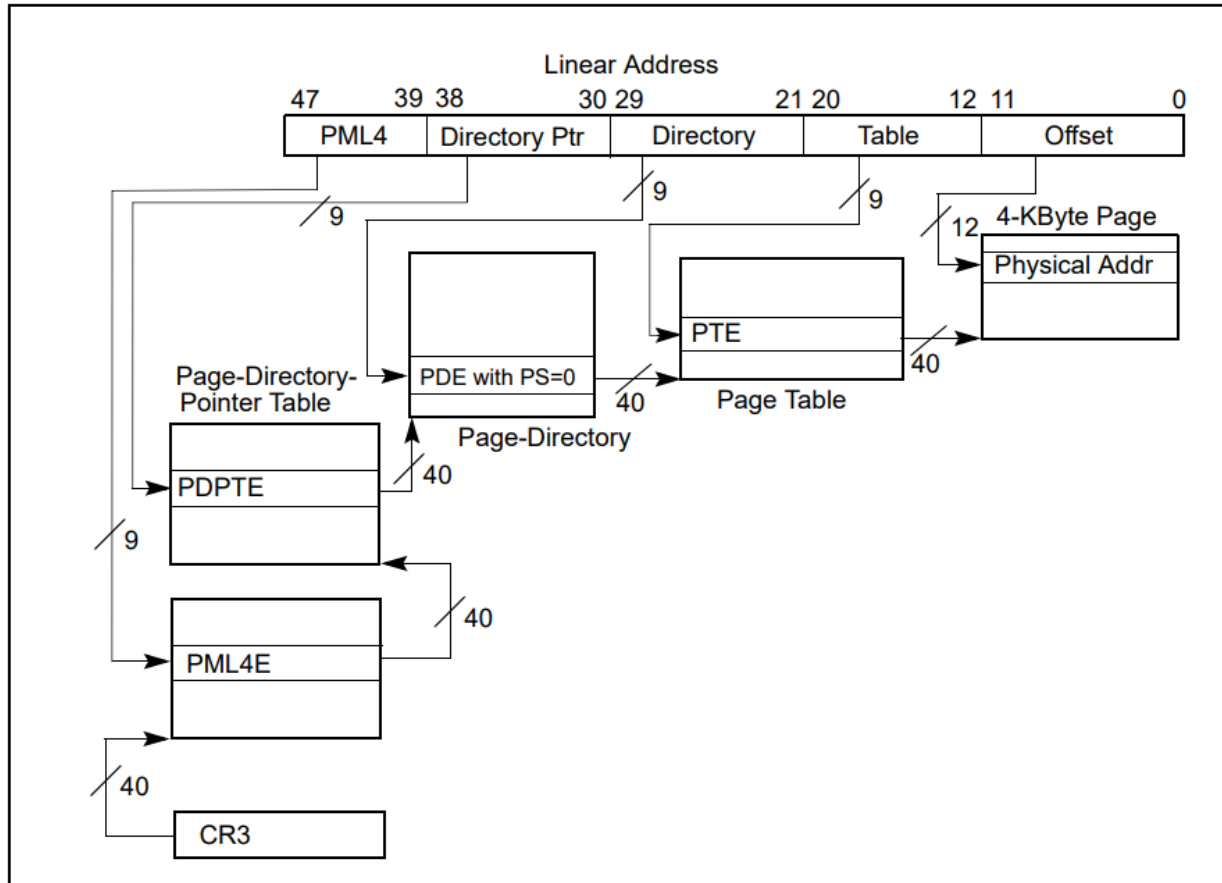 Linear Address
47 39 38 30 29 21 20 12 11 0
PML4 Directory Ptr Directory Table Offset
9 9 9
12 4-KByte Page
Physical Addr
PTE
40
40
Page Table
PDE with PS=0
Page-Directory
Page-Directory-
Pointer Table
40
PDPTE
9
40
PML4E
40
CR3